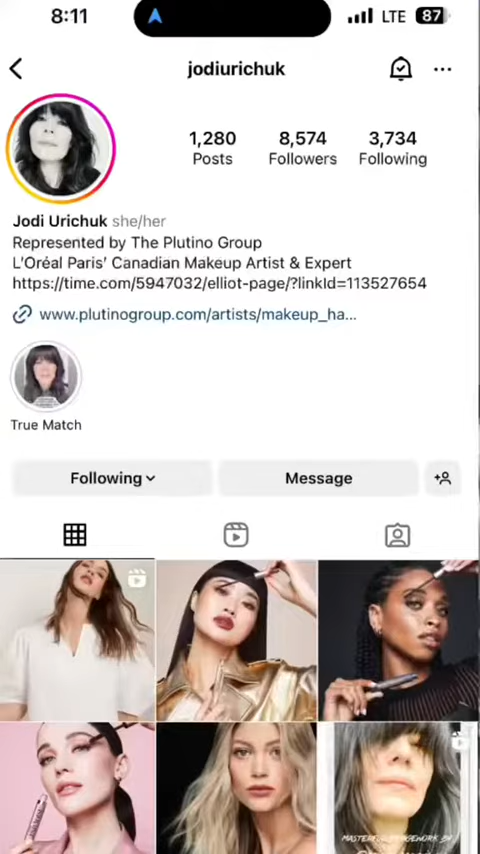 8:11
LTE
87
jodiurichuk
1,280
8,574
3,734
Posts
Followers
Following
Jodi Urichuk she/her
Represented by The Plutino Group
L'Oréal Paris' Canadian Makeup Artist & Expert
https://time.com/5947032/elliot-page/?linkId=113527654
www.plutinogroup.com/artists/makeup_ha...
True Match
Following
Message